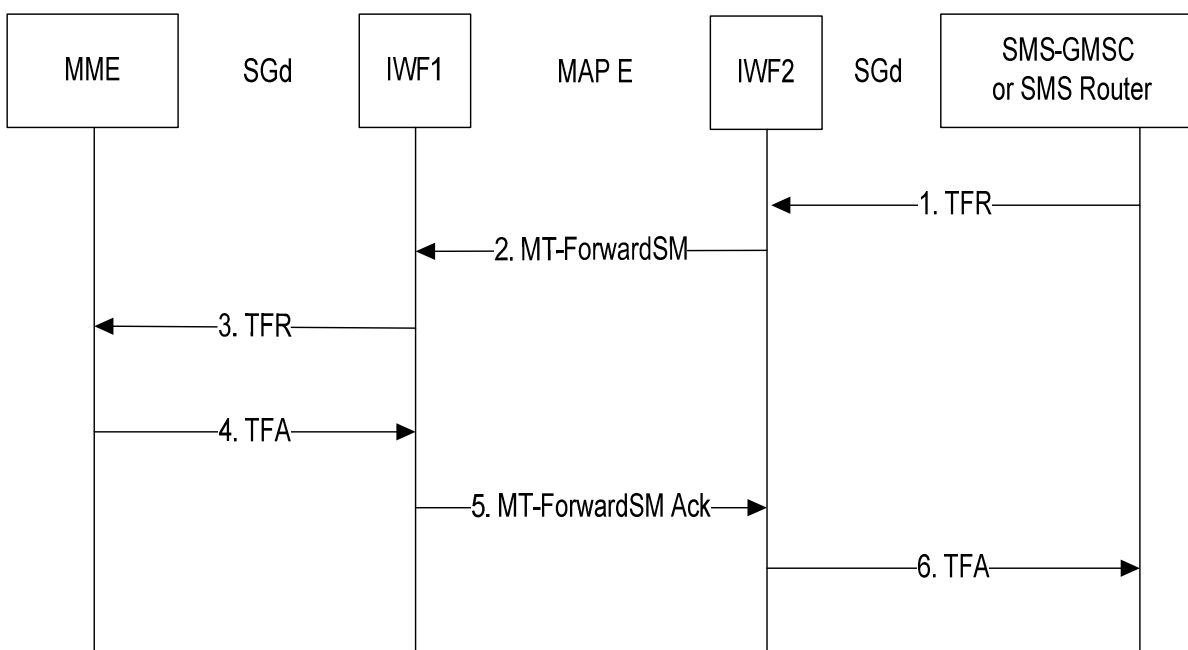 MME
SGd
IWF1
MAP E
IWF2
SGd
SMS-GMSC
or SMS Router
1. TFR
2. MT-ForwardSM
3. TFR
4. TFA
5. MT-ForwardSM Ack
6. TFA